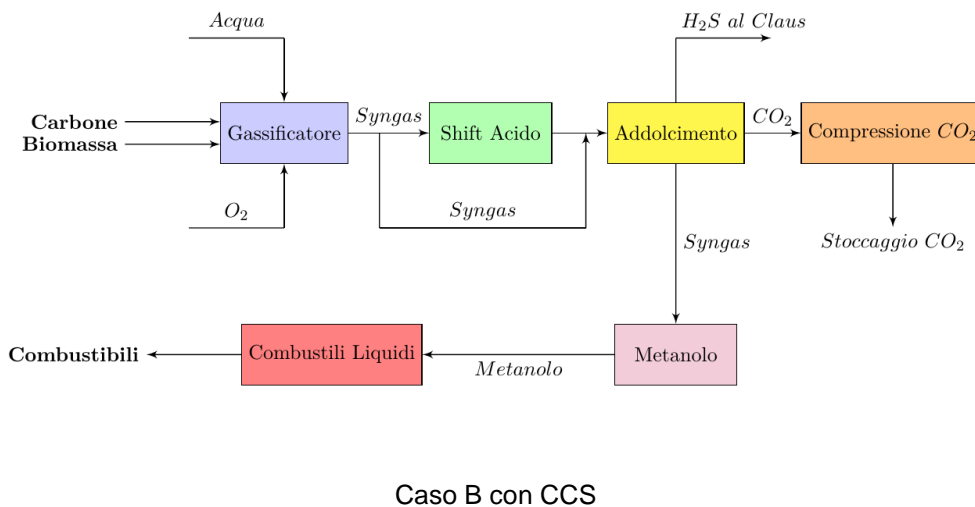 Acqua
H₂S al Claus
Carbone
Biomassa
Gassificatore
Syngas
Shift Acido
Addolcimento
CO₂
Compressione CO₂
O₂
Syngas
Syngas
Stoccaggio CO₂
Combustibili
Combustili Liquidi
Metanolo
Metanolo
Caso B con CCS